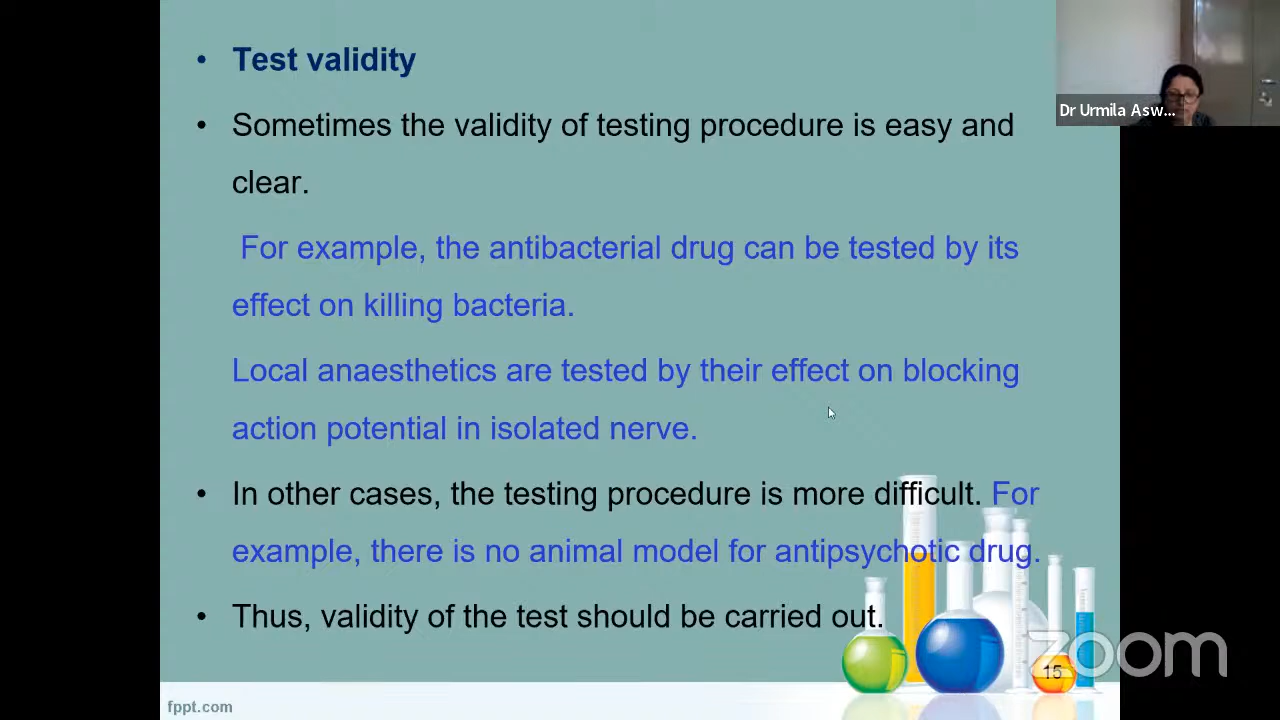 • Test validity
Dr Urmila Asw...
• Sometimes the validity of testing procedure is easy and
clear.
For example, the antibacterial drug can be tested by its
effect on killing bacteria.
Local anaesthetics are tested by their effect on blocking
action potential in isolated nerve.
• In other cases, the testing procedure is more difficult. For
example, there is no animal model for antipsychotic drug.
• Thus, validity of the test should be carried out.
zoom
15
fppt.com